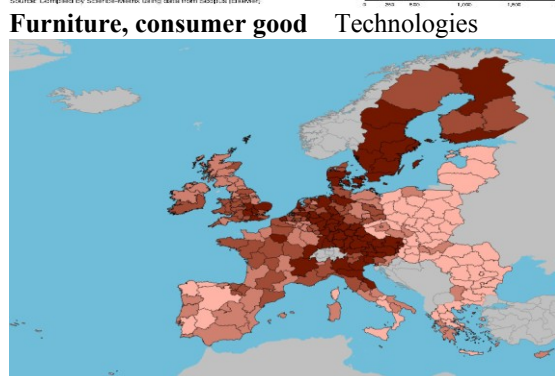 Source: Compiled by Science-Metrix using data from Scopus (Elsevier)
0 250 500 1,000 1,500
Furniture, consumer good Technologies